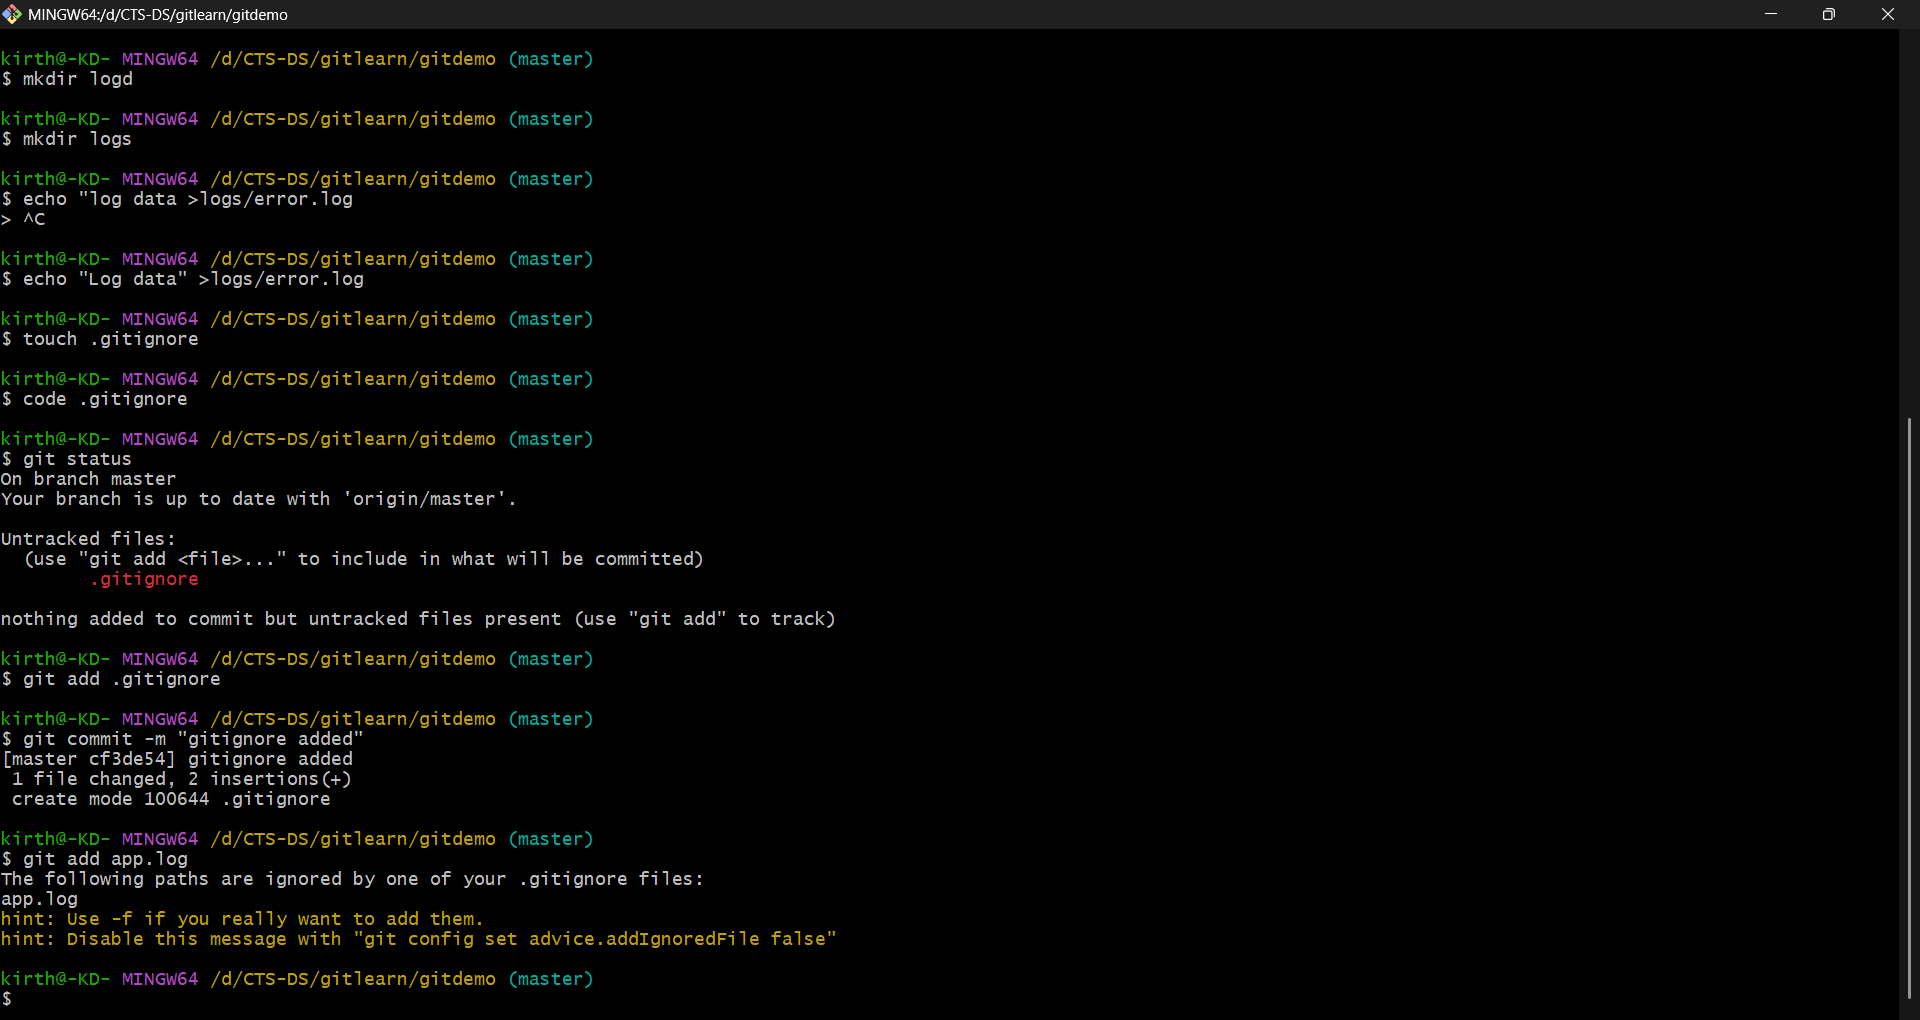 MINGW64:/d/CTS-DS/gitlearn/gitdemo
kirth@-KD- MINGW64 /d/CTS-DS/gitlearn/gitdemo (master)
$ mkdir logd
kirth@-KD- MINGW64 /d/CTS-DS/gitlearn/gitdemo (master)
$ mkdir logs
kirth@-KD- MINGW64 /d/CTS-DS/gitlearn/gitdemo (master)
$ echo "log data >logs/error.log
> ^C
kirth@-KD- MINGW64 /d/CTS-DS/gitlearn/gitdemo (master)
$ echo "Log data" >logs/error.log
kirth@-KD- MINGW64 /d/CTS-DS/gitlearn/gitdemo (master)
$ touch .gitignore
kirth@-KD- MINGW64 /d/CTS-DS/gitlearn/gitdemo (master)
$ code .gitignore
kirth@-KD- MINGW64 /d/CTS-DS/gitlearn/gitdemo (master)
$ git status
On branch master
Your branch is up to date with 'origin/master'.
Untracked files:
  (use "git add <file>..." to include in what will be committed)
        .gitignore
nothing added to commit but untracked files present (use "git add" to track)
kirth@-KD- MINGW64 /d/CTS-DS/gitlearn/gitdemo (master)
$ git add .gitignore
kirth@-KD- MINGW64 /d/CTS-DS/gitlearn/gitdemo (master)
$ git commit -m "gitignore added"
[master cf3de54] gitignore added
 1 file changed, 2 insertions(+)
 create mode 100644 .gitignore
kirth@-KD- MINGW64 /d/CTS-DS/gitlearn/gitdemo (master)
$ git add app.log
The following paths are ignored by one of your .gitignore files:
app.log
hint: Use -f if you really want to add them.
hint: Disable this message with "git config set advice.addIgnoredFile false"
kirth@-KD- MINGW64 /d/CTS-DS/gitlearn/gitdemo (master)
$